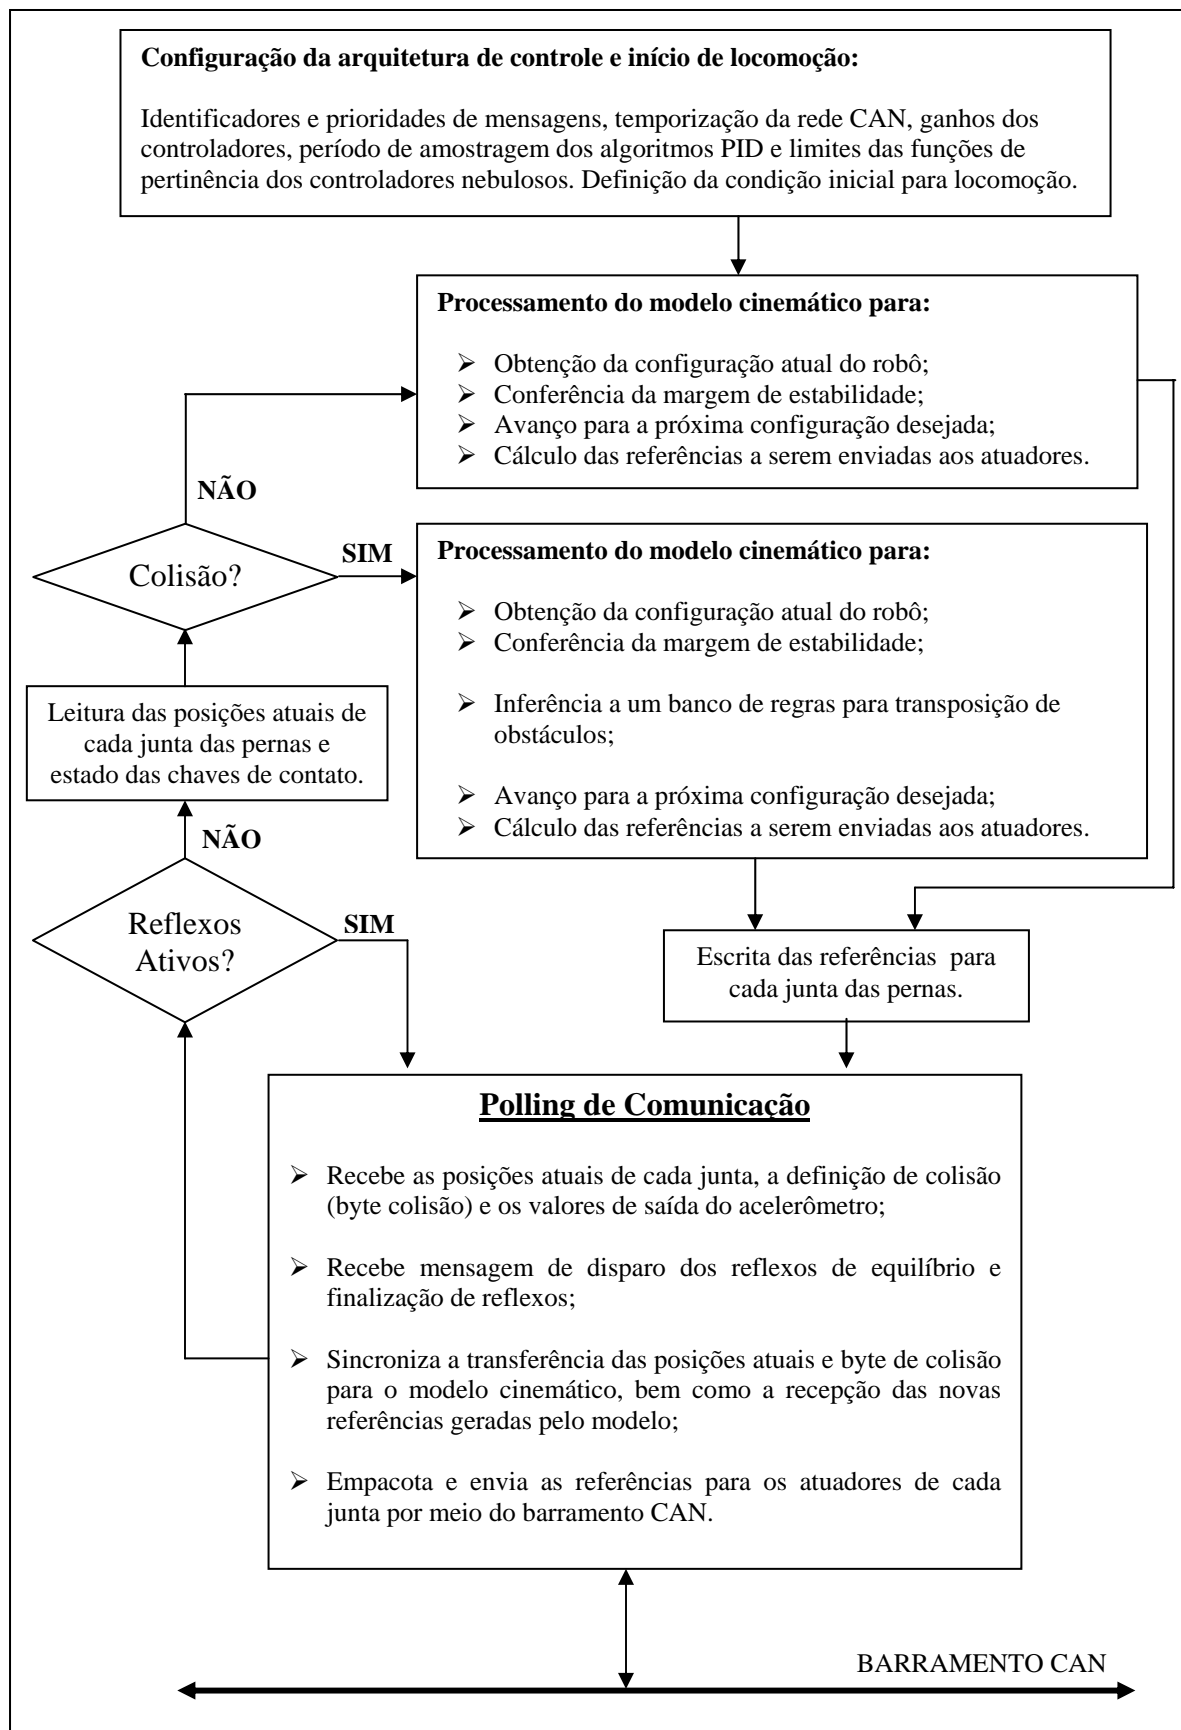 Configuração da arquitetura de controle e início de locomoção:
Identificadores e prioridades de mensagens, temporização da rede CAN, ganhos dos
controladores, período de amostragem dos algoritmos PID e limites das funções de
pertinência dos controladores nebulosos. Definição da condição inicial para locomoção.
Processamento do modelo cinemático para:
➢ Obtenção da configuração atual do robô;
➢ Conferência da margem de estabilidade;
➢ Avanço para a próxima configuração desejada;
➢ Cálculo das referências a serem enviadas aos atuadores.
NÃO
Colisão?
SIM
Processamento do modelo cinemático para:
➢ Obtenção da configuração atual do robô;
➢ Conferência da margem de estabilidade;
➢ Inferência a um banco de regras para transposição de
obstáculos;
➢ Avanço para a próxima configuração desejada;
➢ Cálculo das referências a serem enviadas aos atuadores.
Leitura das posições atuais de
cada junta das pernas e
estado das chaves de contato.
NÃO
Reflexos
Ativos?
SIM
Escrita das referências para
cada junta das pernas.
Polling de Comunicação
➢ Recebe as posições atuais de cada junta, a definição de colisão
(byte colisão) e os valores de saída do acelerômetro;
➢ Recebe mensagem de disparo dos reflexos de equilíbrio e
finalização de reflexos;
➢ Sincroniza a transferência das posições atuais e byte de colisão
para o modelo cinemático, bem como a recepção das novas
referências geradas pelo modelo;
➢ Empacota e envia as referências para os atuadores de cada
junta por meio do barramento CAN.
BARRAMENTO CAN